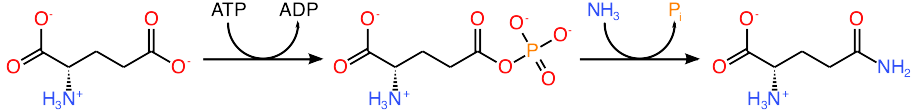 ATP ADP NH3 Pi
O- O O- O O- O O- O- O- O
O O- O O P O NH2
H3N+ H3N+ H3N+